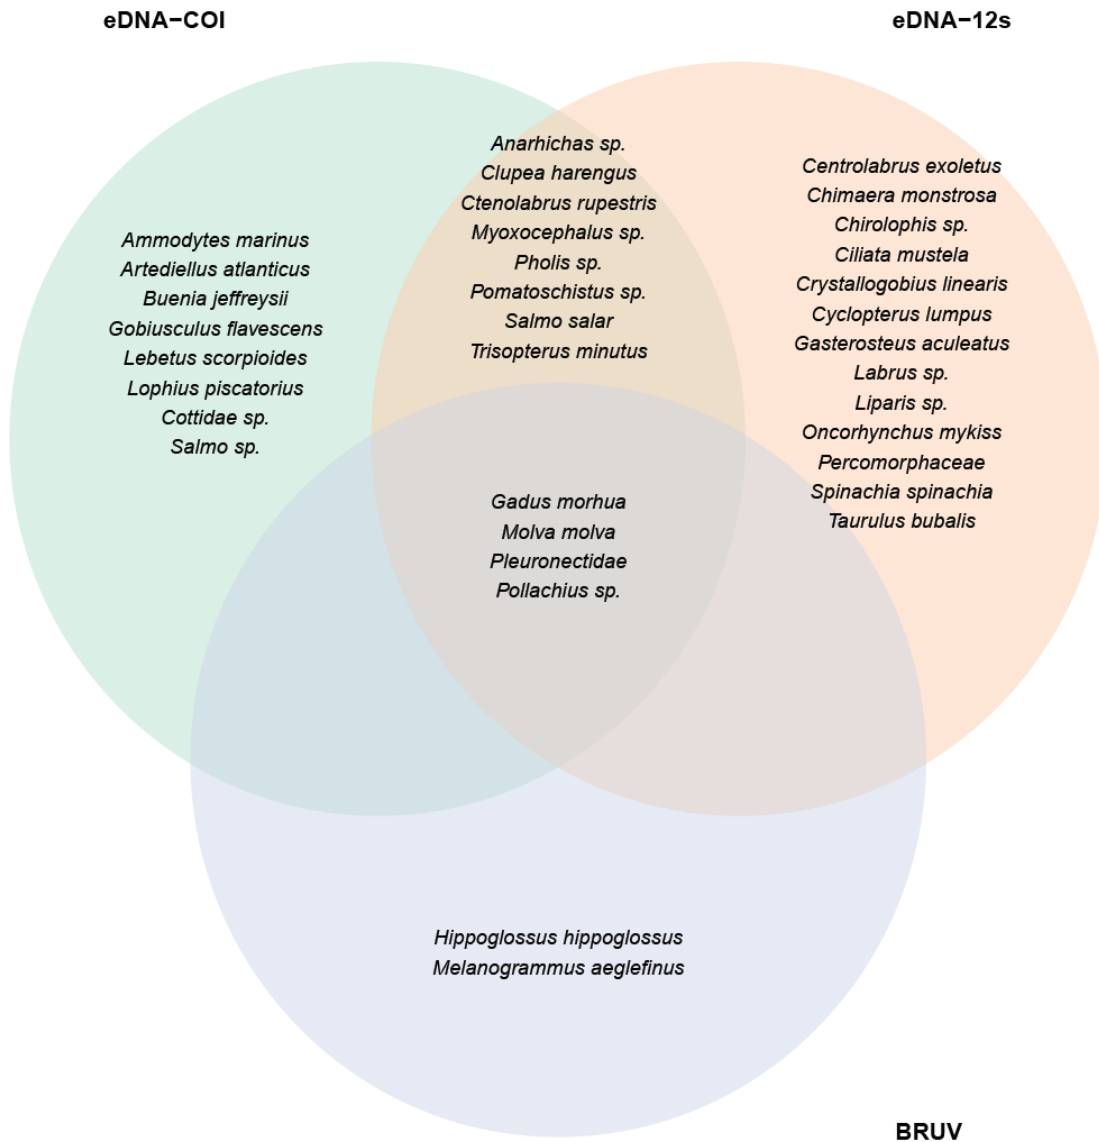 eDNA−COI
eDNA−12s
Ammodytes marinus
Artediellus atlanticus
Buenia jeffreysii
Gobiusculus flavescens
Lebetus scorpioides
Lophius piscatorius
Cottidae sp.
Salmo sp.
Anarhichas sp.
Clupea harengus
Ctenolabrus rupestris
Myoxocephalus sp.
Pholis sp.
Pomatoschistus sp.
Salmo salar
Trisopterus minutus
Centrolabrus exoletus
Chimaera monstrosa
Chirolophis sp.
Ciliata mustela
Crystallogobius linearis
Cyclopterus lumpus
Gasterosteus aculeatus
Labrus sp.
Liparis sp.
Oncorhynchus mykiss
Percomorphaceae
Spinachia spinachia
Taurulus bubalis
Gadus morhua
Molva molva
Pleuronectidae
Pollachius sp.
Hippoglossus hippoglossus
Melanogrammus aeglefinus
BRUV